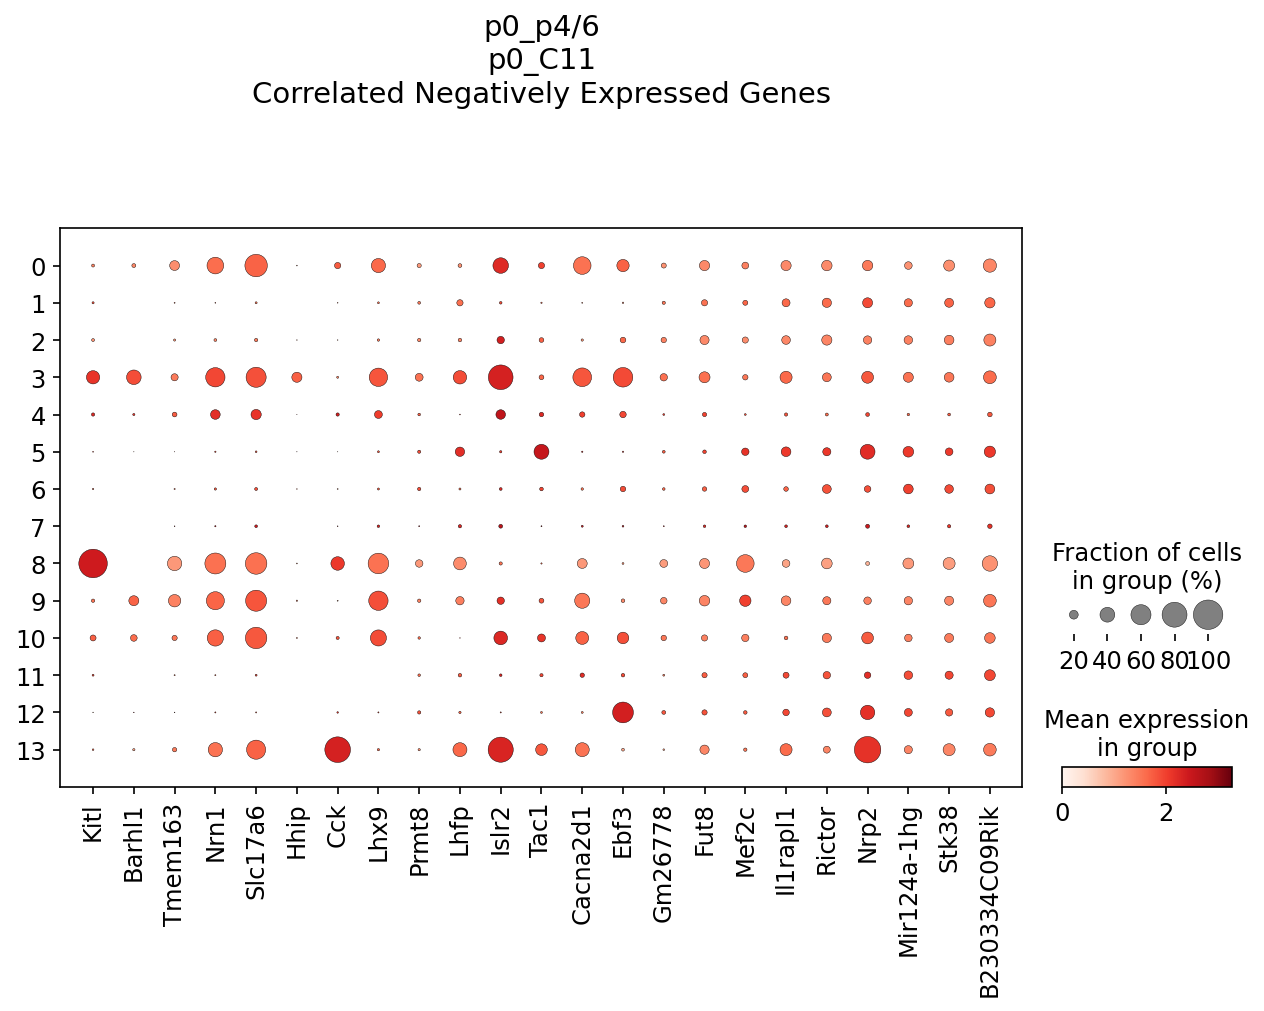 p0_p4/6
p0_C11
Correlated Negatively Expressed Genes
0
1
2
3
4
5
6
7
8
9
10
11
12
13
Kitl
Barhl1
Tmem163
Nrn1
Slc17a6
Hhip
Cck
Lhx9
Prmt8
Lhfp
Islr2
Tac1
Cacna2d1
Ebf3
Gm26778
Fut8
Mef2c
Il1rapl1
Rictor
Nrp2
Mir124a-1hg
Stk38
B230334C09Rik
Fraction of cells
in group (%)
20 40 60 80 100
Mean expression
in group
0 2